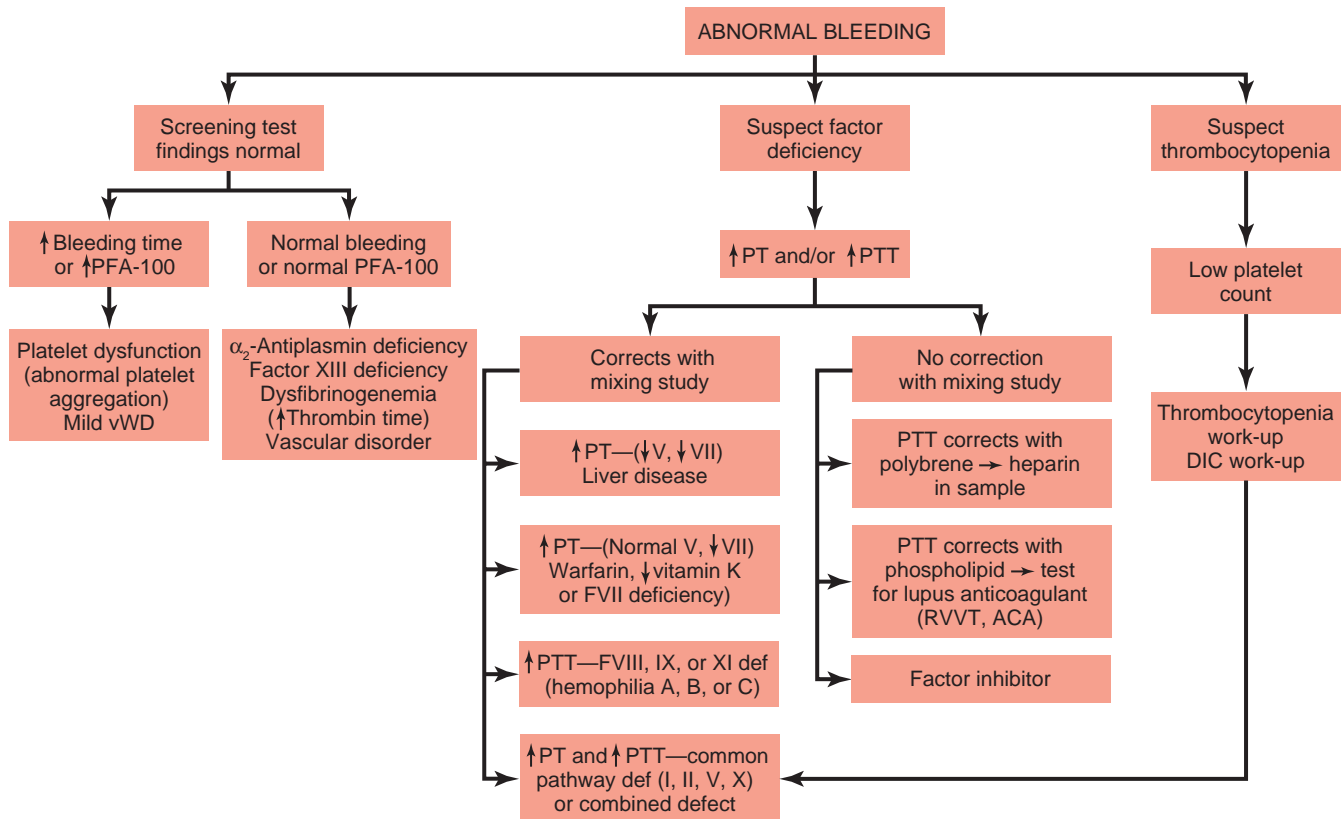 ABNORMAL BLEEDING
Screening test
findings normal
Suspect factor
deficiency
Suspect
thrombocytopenia
↑Bleeding time
or ↑PFA-100
Normal bleeding
or normal PFA-100
↑PT and/or ↑PTT
Low platelet
count
Platelet dysfunction
(abnormal platelet
aggregation)
Mild vWD
α₂-Antiplasmin deficiency
Factor XIII deficiency
Dysfibrinogenemia
(↑Thrombin time)
Vascular disorder
Corrects with
mixing study
No correction
with mixing study
Thrombocytopenia
work-up
DIC work-up
↑PT—(↓V, ↓VII)
Liver disease
PTT corrects with
polybrene → heparin
in sample
↑PT—(Normal V, ↓VII)
Warfarin, ↓vitamin K
or FVII deficiency)
PTT corrects with
phospholipid → test
for lupus anticoagulant
(RVVT, ACA)
↑PTT—FVIII, IX, or XI def
(hemophilia A, B, or C)
Factor inhibitor
↑PT and ↑PTT—common
pathway def (I, II, V, X)
or combined defect